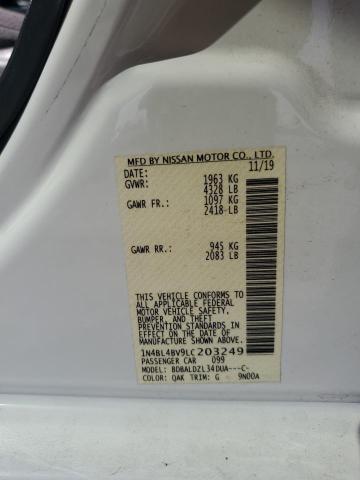 MFD BY NISSAN MOTOR CO., LTD.
DATE: 11/19
GVWR: 1963 KG
4328 LB
GAWR FR.: 1097 KG
2418 LB
GAWR RR.: 945 KG
2083 LB
THIS VEHICLE CONFORMS TO
ALL APPLICABLE FEDERAL
MOTOR VEHICLE SAFETY,
BUMPER, AND THEFT
PREVENTION STANDARDS IN
EFFECT ON THE DATE OF
MANUFACTURE SHOWN ABOVE.
1N4BL4BV9LC203249
PASSENGER CAR 099
MODEL: BDBALDZL34DUA---C-
COLOR: QAK TRIM: G 9N00A